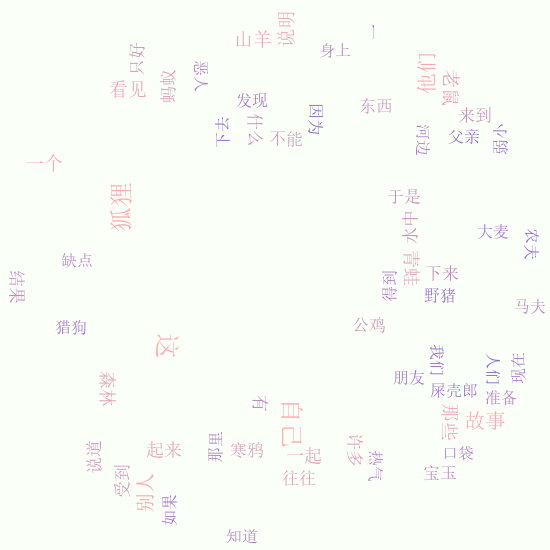 说明
山羊
只好
身上
一
恶人
看见
蚂蚁
他们
老鼠
发现
东西
因为
来到
什么
下去
不能
河边
父亲
一个
狐狸
于是
水中
大麦
农夫
缺点
青蛙
下来
得到
野猪
结果
马夫
公鸡
猎狗
这
我们
人们
现在
朋友
屎壳郎
准备
森林
有
自己
那些
故事
说道
起来
那里
寒鸦
一起
许多
热气
口袋
宝玉
受到
别人
往往
如果
知道